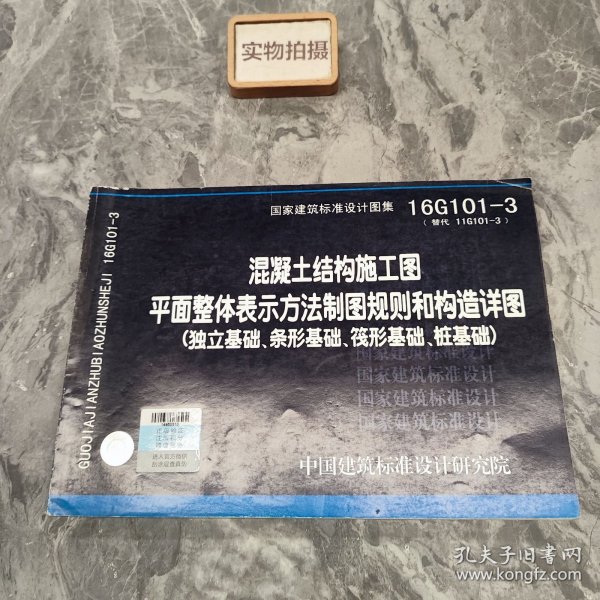 实物拍摄
国家建筑标准设计图集 16G101-3
(替代 11G101-3)
混凝土结构施工图
平面整体表示方法制图规则和构造详图
(独立基础、条形基础、筏形基础、桩基础)
国家建筑标准设计
国家建筑标准设计
国家建筑标准设计
国家建筑标准设计
中国建筑标准设计研究院
GUOJIAJIANZHUBIAOZHUNSHEJI 16G101-3
孔夫子旧书网
www.kongfz.com